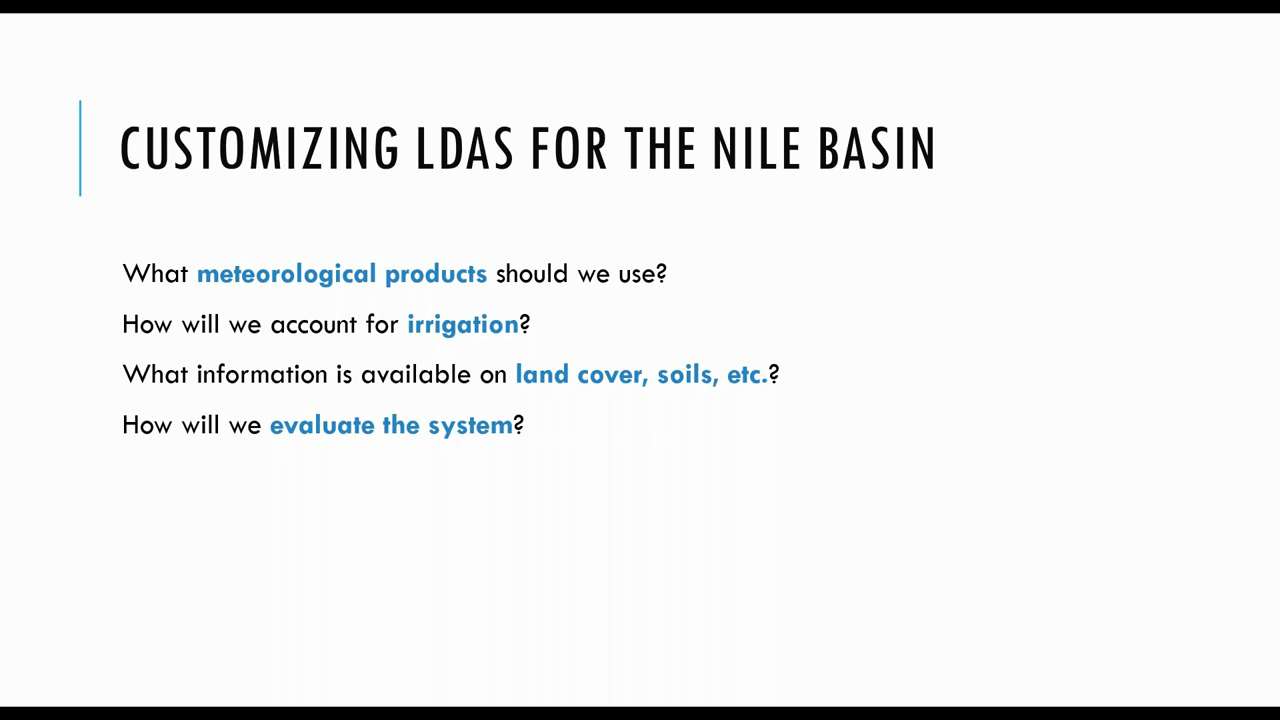 CUSTOMIZING LDAS FOR THE NILE BASIN
What meteorological products should we use?
How will we account for irrigation?
What information is available on land cover, soils, etc.?
How will we evaluate the system?